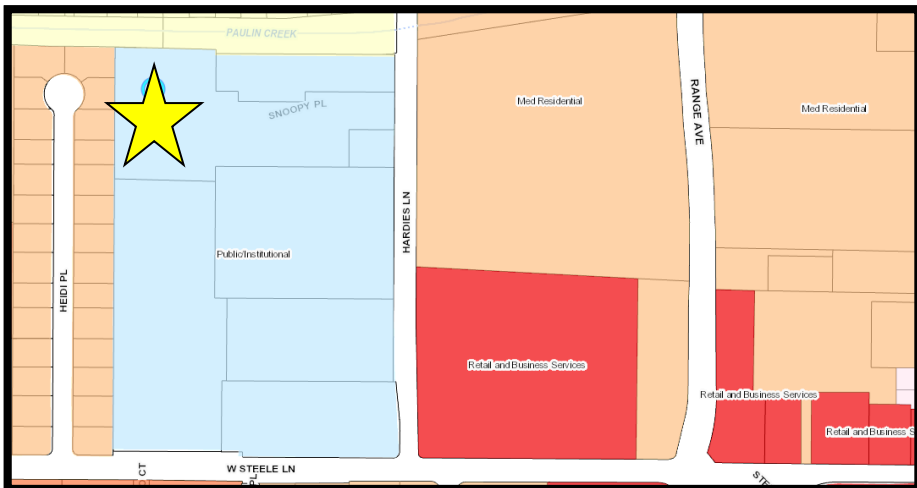 PAULIN CREEK
SNOOPY PL
Med Residential
RANGE AVE
Med Residential
HARDIES LN
HEIDI PL
Public/Institutional
Retail and Business Services
Retail and Business Services
Retail and Business S
W STEELE LN
CT
PL
STE